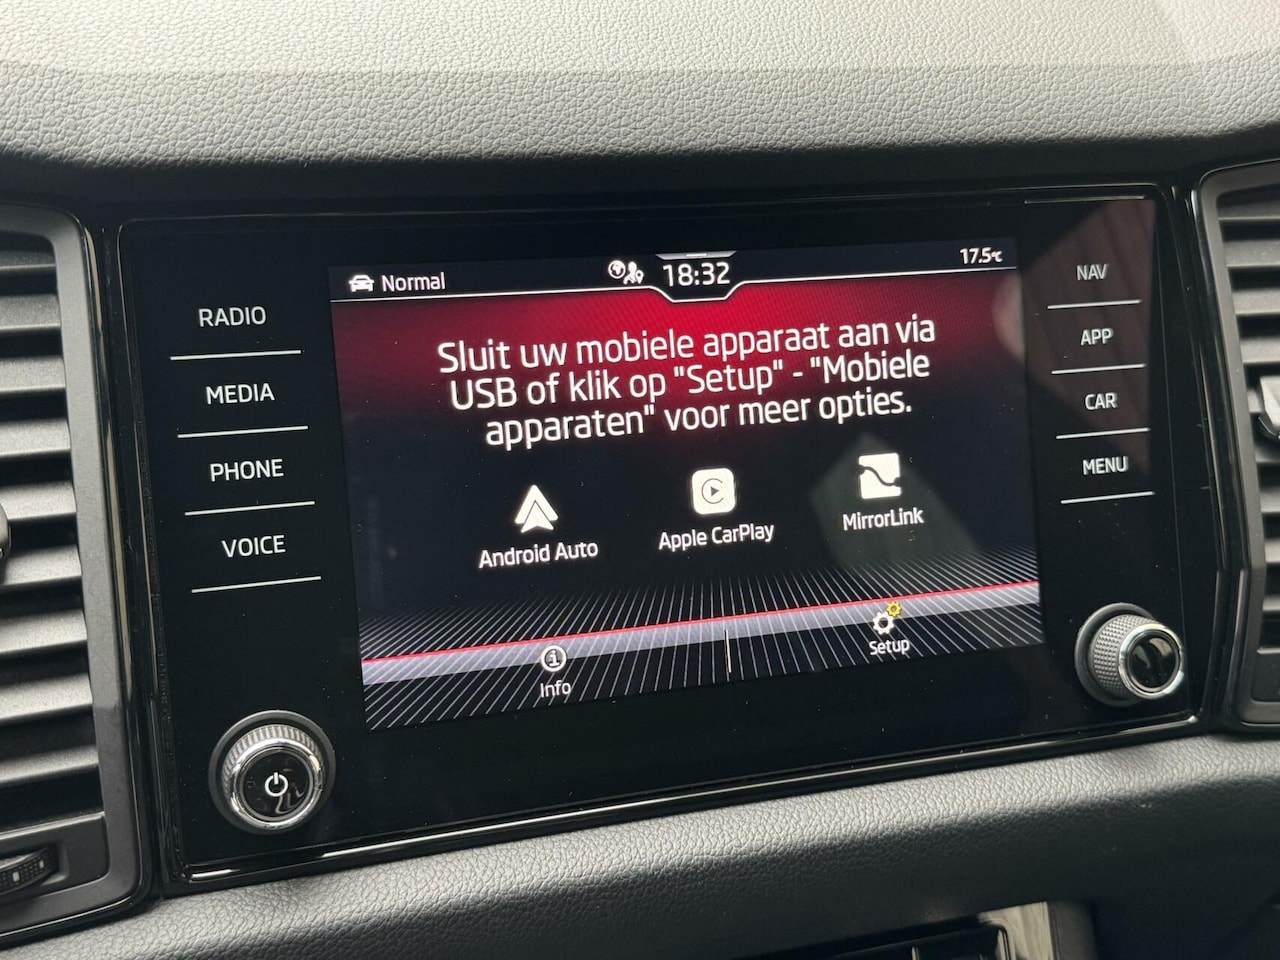 Normal
18:32
17.5°C
RADIO
MEDIA
PHONE
VOICE
Sluit uw mobiele apparaat aan via
USB of klik op "Setup" - "Mobiele
apparaten" voor meer opties.
Android Auto
Apple CarPlay
MirrorLink
Info
Setup
NAV
APP
CAR
MENU